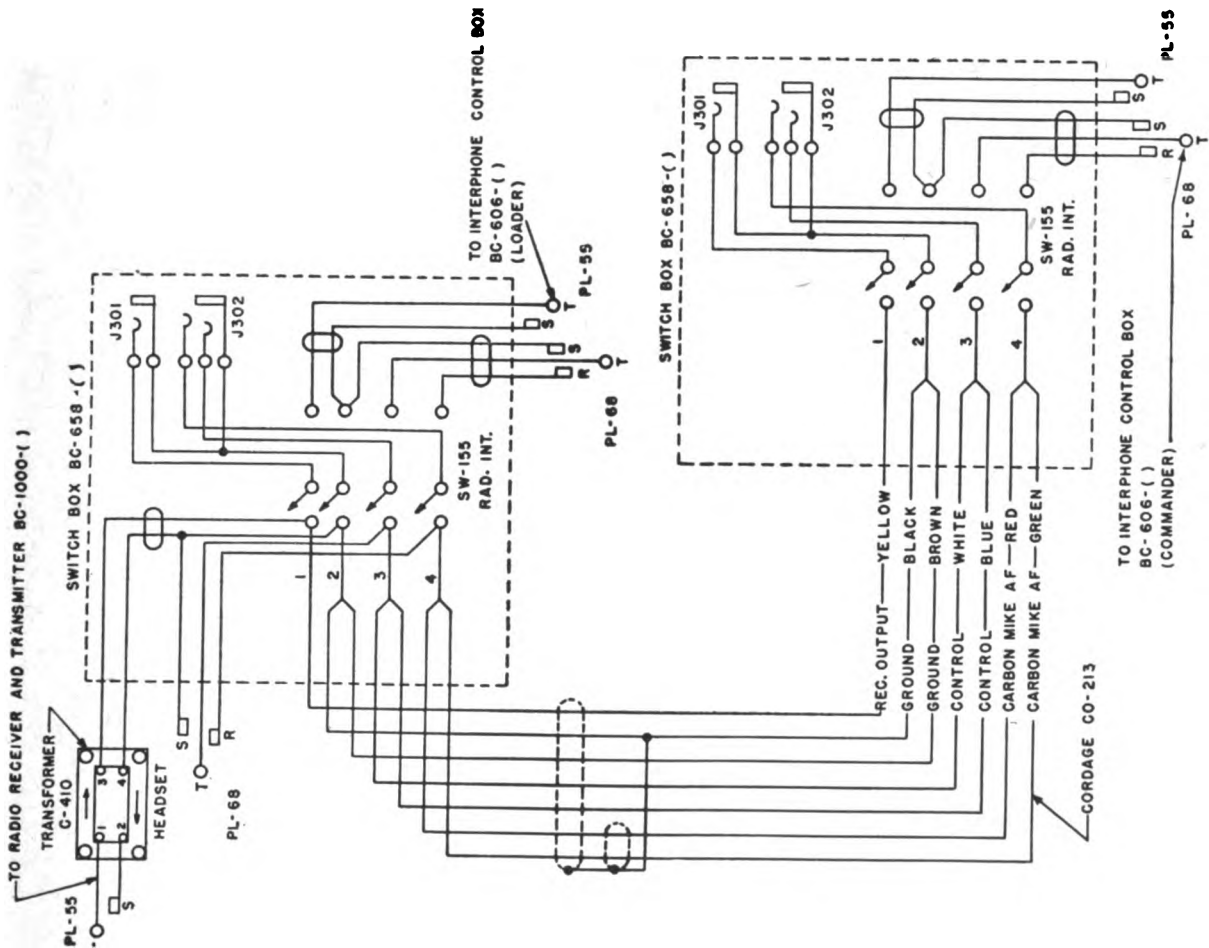 TO RADIO RECEIVER AND TRANSMITTER BC-1000-( )
TRANSFORMER
C-410
PL-55
S
1
2
3
4
HEADSET
S
T
R
PL-68
SWITCH BOX BC-658-( )
J301
J302
1
2
3
4
SW-155
RAD. INT.
S
T
PL-55
S
R
T
PL-68
TO INTERPHONE CONTROL BOX
BC-606-( )
(LOADER)
SWITCH BOX BC-658-( )
J301
J302
1
2
3
4
SW-155
RAD. INT.
S
T
PL-55
S
R
T
PL-68
TO INTERPHONE CONTROL BOX
BC-606-( )
(COMMANDER)
REC. OUTPUT YELLOW
GROUND BLACK
GROUND BROWN
CONTROL WHITE
CONTROL BLUE
CARBON MIKE AF RED
CARBON MIKE AF GREEN
CORDAGE CO-213